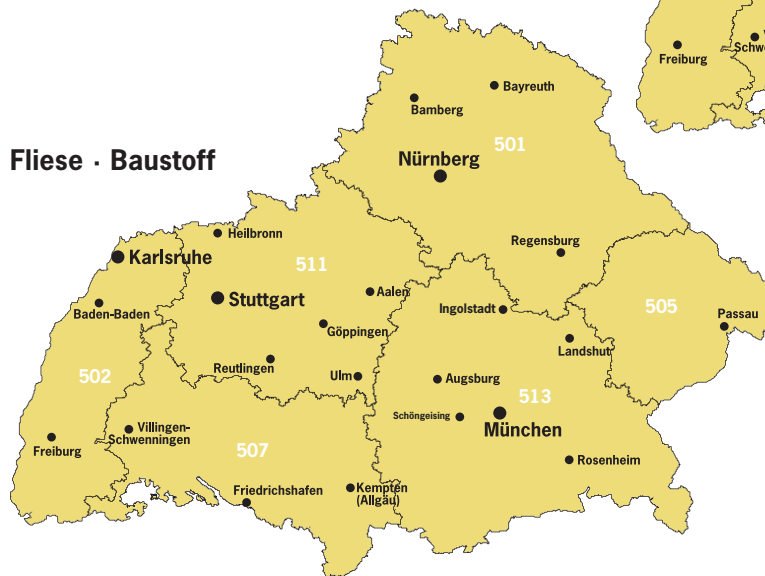 Freiburg
Schw
Bayreuth
Bamberg
501
Nürnberg
Fliese · Baustoff
Heilbronn
Regensburg
Karlsruhe
511
Aalen
Stuttgart
Baden-Baden
Ingolstadt
505
Passau
Göppingen
Landshut
Reutlingen
Ulm
502
Augsburg
513
Schöngeising
München
Villingen-
Schwenningen
Freiburg
507
Rosenheim
Friedrichshafen
Kempten
(Allgäu)